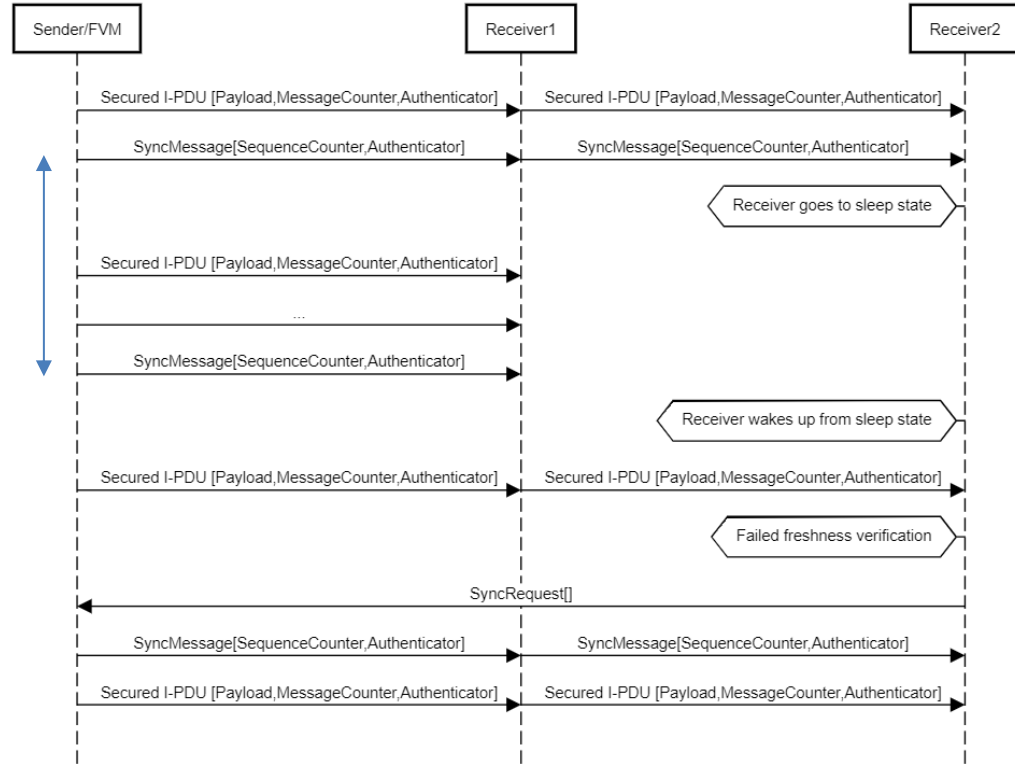 Sender/FVM
Receiver1
Receiver2
Secured I-PDU [Payload,MessageCounter,Authenticator]
Secured I-PDU [Payload,MessageCounter,Authenticator]
SyncMessage[SequenceCounter,Authenticator]
SyncMessage[SequenceCounter,Authenticator]
Receiver goes to sleep state
Secured I-PDU [Payload,MessageCounter,Authenticator]
...
SyncMessage[SequenceCounter,Authenticator]
Receiver wakes up from sleep state
Secured I-PDU [Payload,MessageCounter,Authenticator]
Secured I-PDU [Payload,MessageCounter,Authenticator]
Failed freshness verification
SyncRequest[]
SyncMessage[SequenceCounter,Authenticator]
SyncMessage[SequenceCounter,Authenticator]
Secured I-PDU [Payload,MessageCounter,Authenticator]
Secured I-PDU [Payload,MessageCounter,Authenticator]